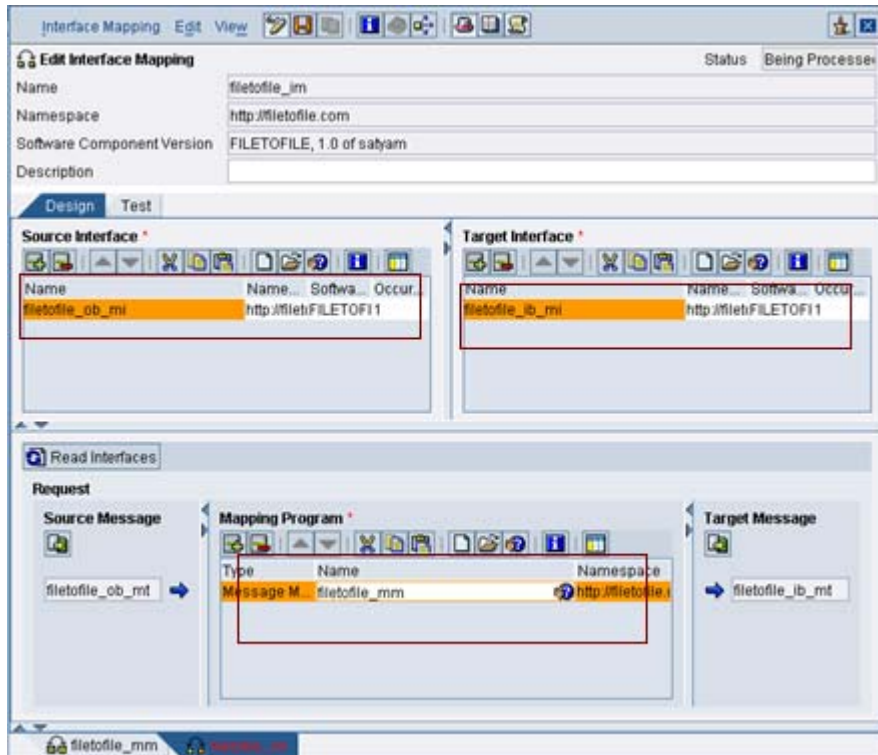 Interface Mapping Edit View
Edit Interface Mapping Status Being Processe
Name filetofile_im
Namespace http://filetofile.com
Software Component Version FILETOFILE, 1.0 of satyam
Description
Design Test
Source Interface * Target Interface *
Name Name... Softwa... Occur...
filetofile_ob_mi http://filet FILETOFI 1
Name Name... Softwa... Occur...
filetofile_ib_mi http://filet FILETOFI 1
Read Interfaces
Request
Source Message Mapping Program * Target Message
Type Name Namespace
filetofile_ob_mt Message M... filetofile_mm http://filetofile. filetofile_ib_mt
filetofile_mm